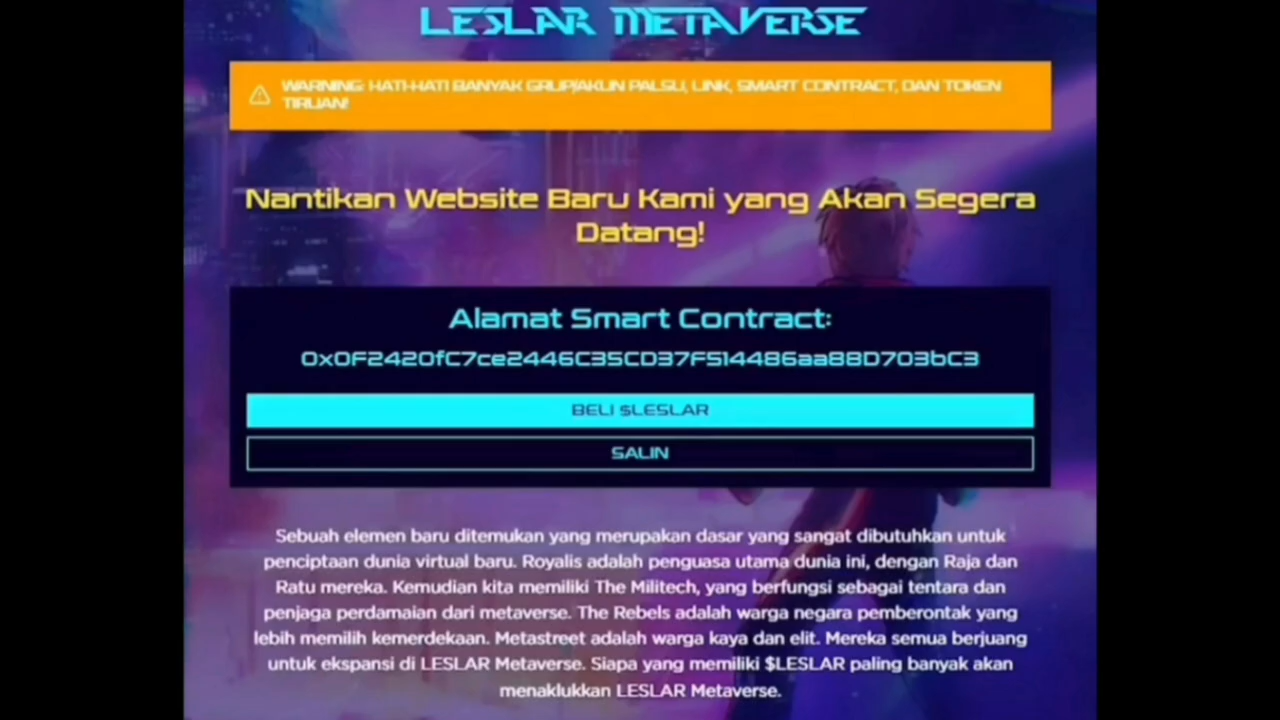 LESLAR METAVERSE
WARNING: HATI-HATI BANYAK GRUP/AKUN PALSU, LINK, SMART CONTRACT, DAN TOKEN
TIRUAN!
Nantikan Website Baru Kami yang Akan Segera
Datang!
Alamat Smart Contract:
0x0F2420fC7ce2446C35CD37F514486aa88D703bC3
BELI $LESLAR
SALIN
Sebuah elemen baru ditemukan yang merupakan dasar yang sangat dibutuhkan untuk
penciptaan dunia virtual baru. Royalis adalah penguasa utama dunia ini, dengan Raja dan
Ratu mereka. Kemudian kita memiliki The Militech, yang berfungsi sebagai tentara dan
penjaga perdamaian dari metaverse. The Rebels adalah warga negara pemberontak yang
lebih memilih kemerdekaan. Metastreet adalah warga kaya dan elit. Mereka semua berjuang
untuk ekspansi di LESLAR Metaverse. Siapa yang memiliki $LESLAR paling banyak akan
menaklukkan LESLAR Metaverse.